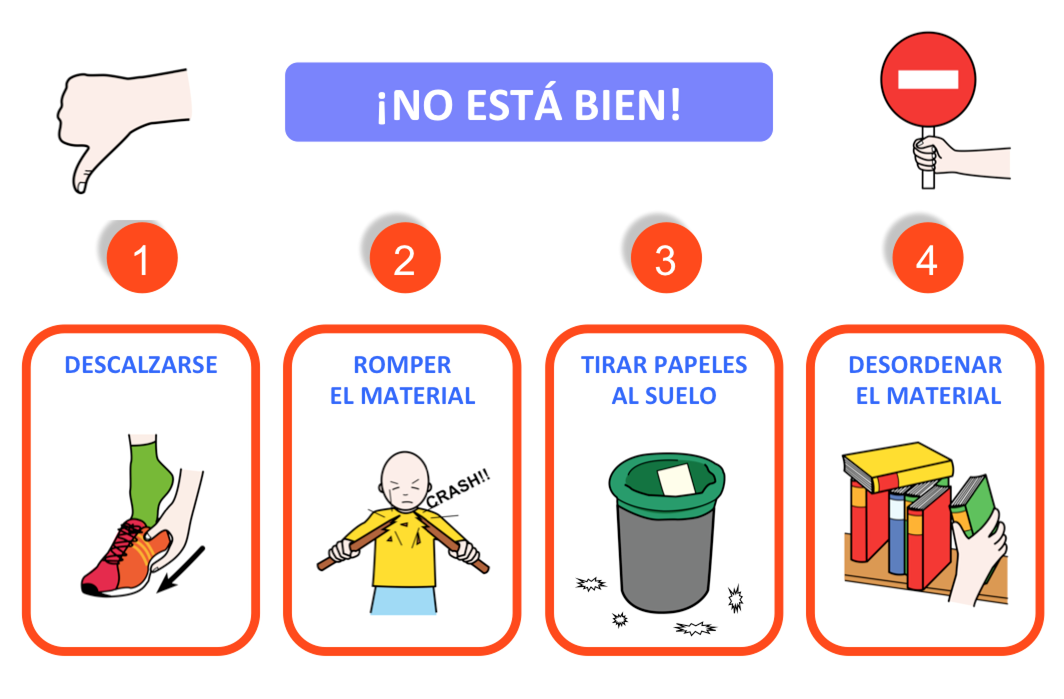 ¡NO ESTÁ BIEN!
1
2
3
4
DESCALZARSE
ROMPER
EL MATERIAL
CRASH!!
TIRAR PAPELES
AL SUELO
DESORDENAR
EL MATERIAL